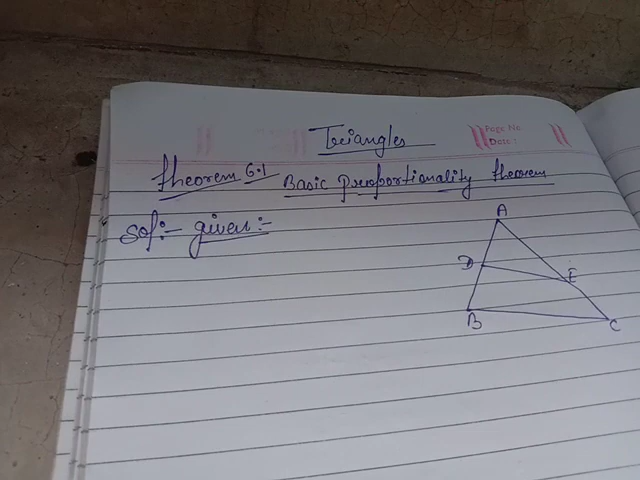 Triangles
Page No.
Date:
theorem 6.1 Basic Proportionality theorem
Sol:- given:-
A
D E
B C